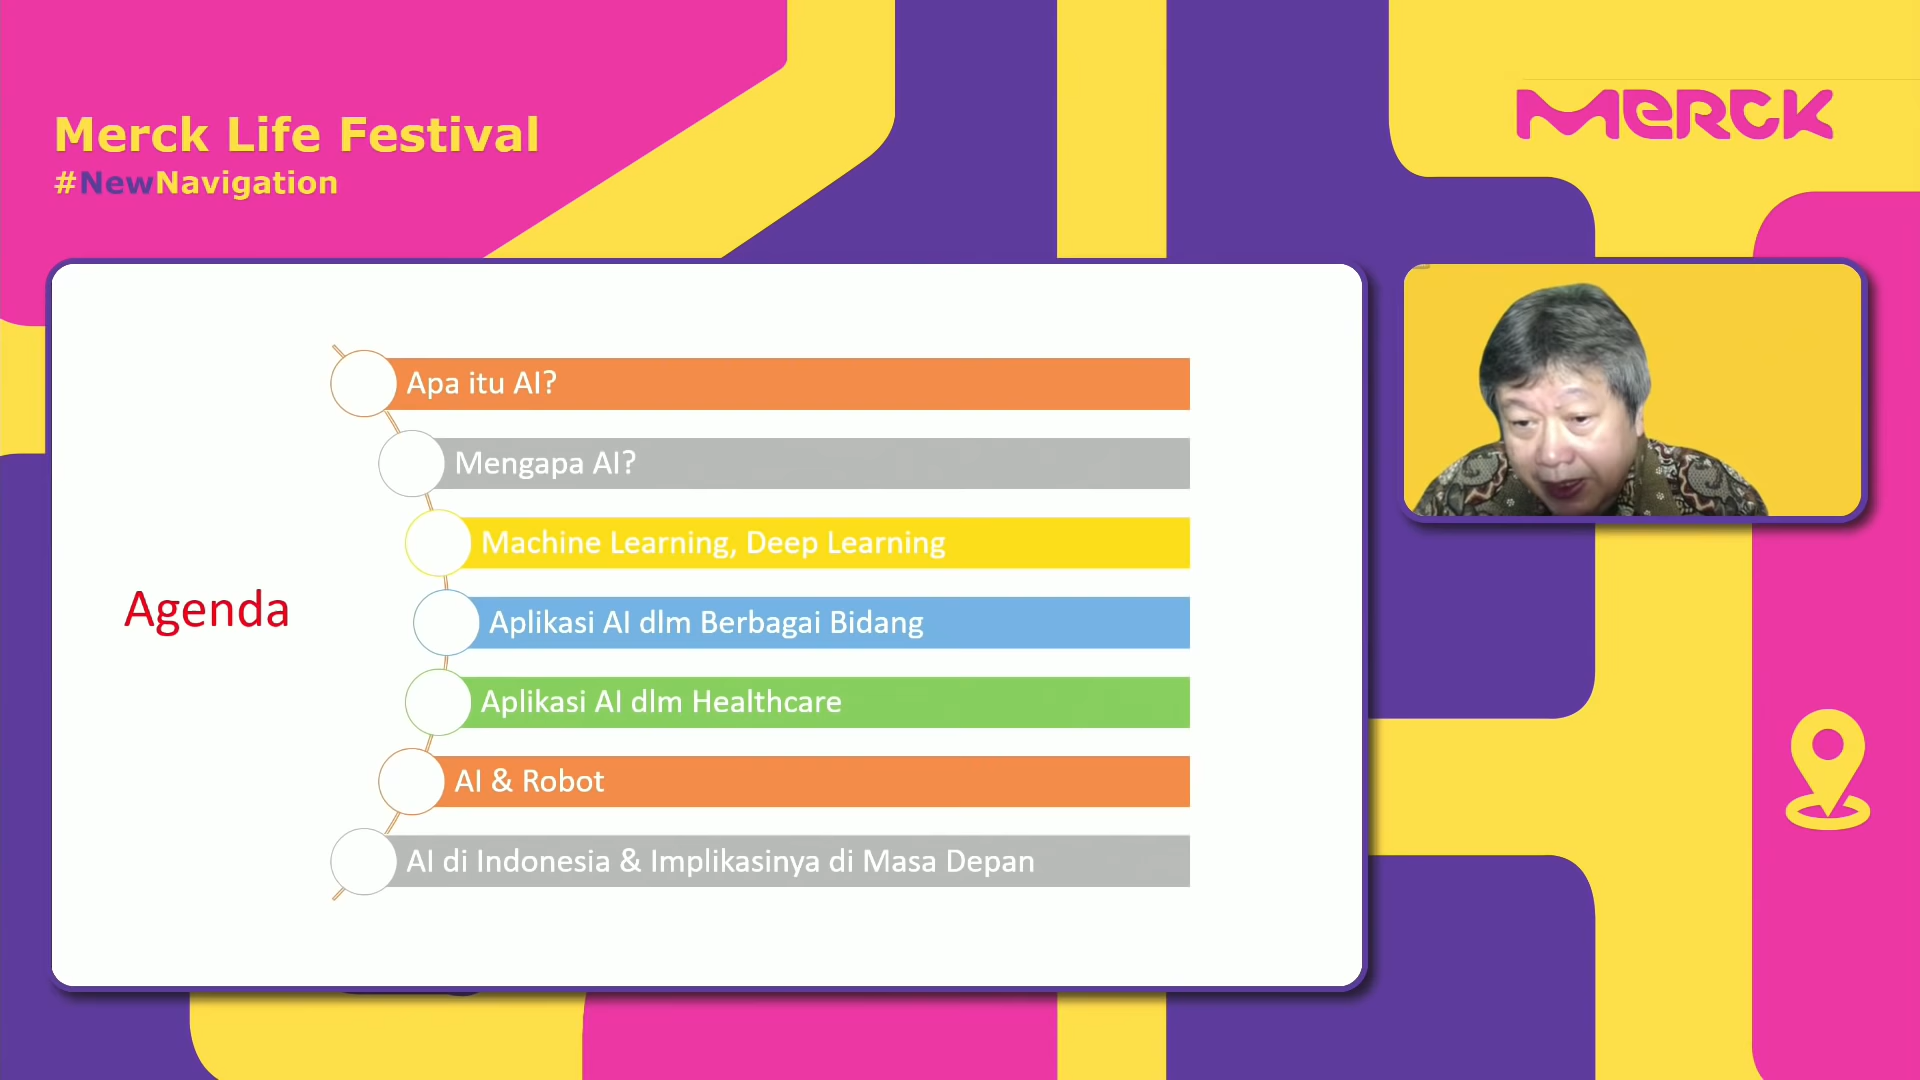 Merck Life Festival
#NewNavigation
MERCK
Agenda
Apa itu AI?
Mengapa AI?
Machine Learning, Deep Learning
Aplikasi AI dlm Berbagai Bidang
Aplikasi AI dlm Healthcare
AI & Robot
AI di Indonesia & Implikasinya di Masa Depan